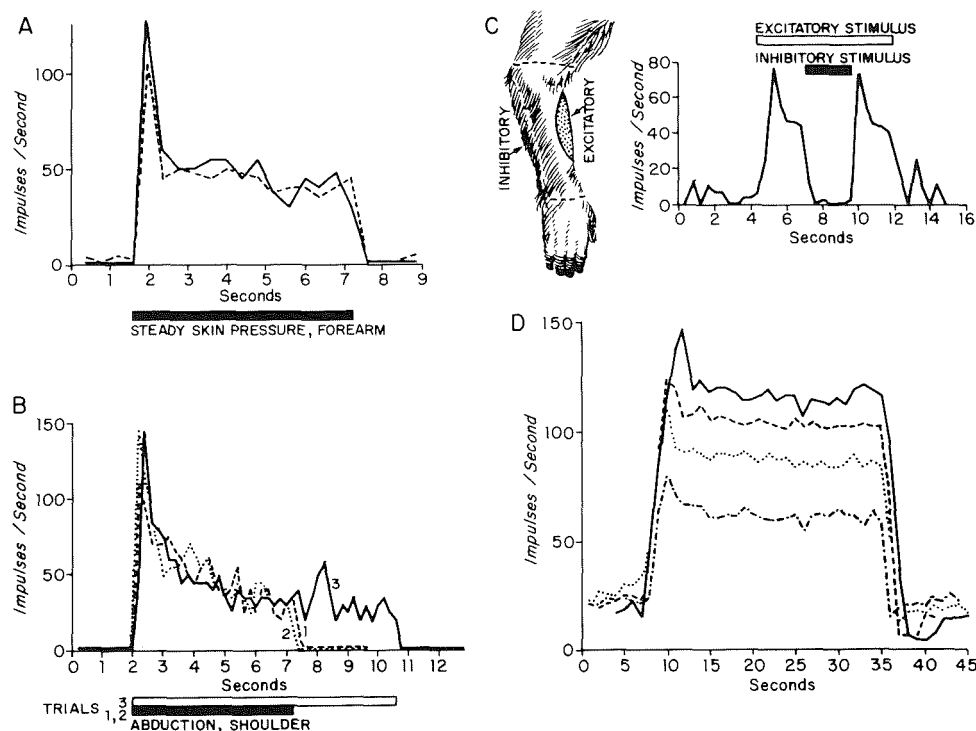 A
Impulses / Second
100
50
0
0 1 2 3 4 5 6 7 8 9
Seconds
STEADY SKIN PRESSURE, FOREARM
B
Impulses / Second
150
100
50
0
3
2
1
0 1 2 3 4 5 6 7 8 9 10 11 12
Seconds
TRIALS 3
1,2
ABDUCTION, SHOULDER
C
INHIBITORY
EXCITATORY
EXCITATORY STIMULUS
INHIBITORY STIMULUS
Impulses / Second
80
60
40
20
0
0 2 4 6 8 10 12 14 16
Seconds
D
Impulses / Second
150
100
50
0
0 5 10 15 20 25 30 35 40 45
Seconds